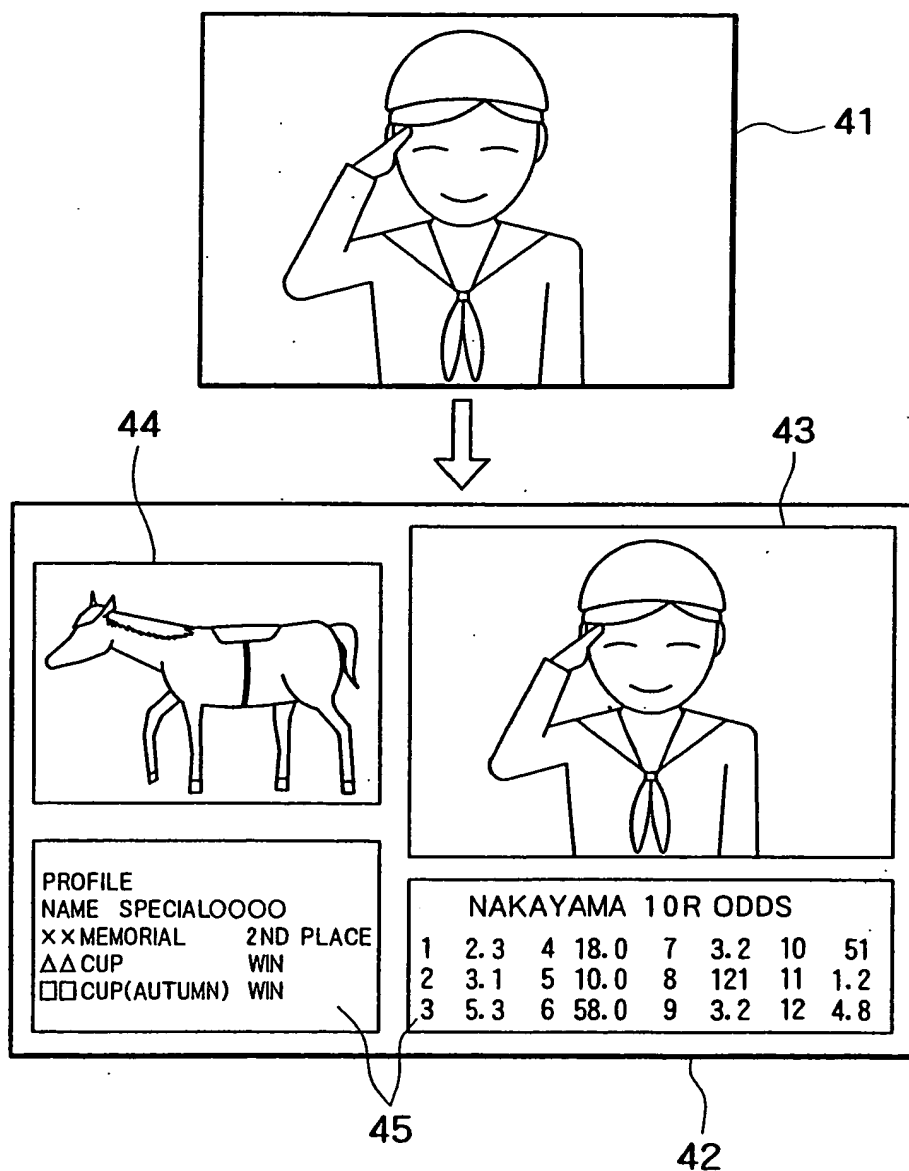 41
44
43
PROFILE
NAME SPECIALOOOO
××MEMORIAL 2ND PLACE
△△CUP WIN
□□CUP(AUTUMN) WIN
NAKAYAMA 10R ODDS
1 2.3 4 18.0 7 3.2 10 51
2 3.1 5 10.0 8 121 11 1.2
3 5.3 6 58.0 9 3.2 12 4.8
45
42